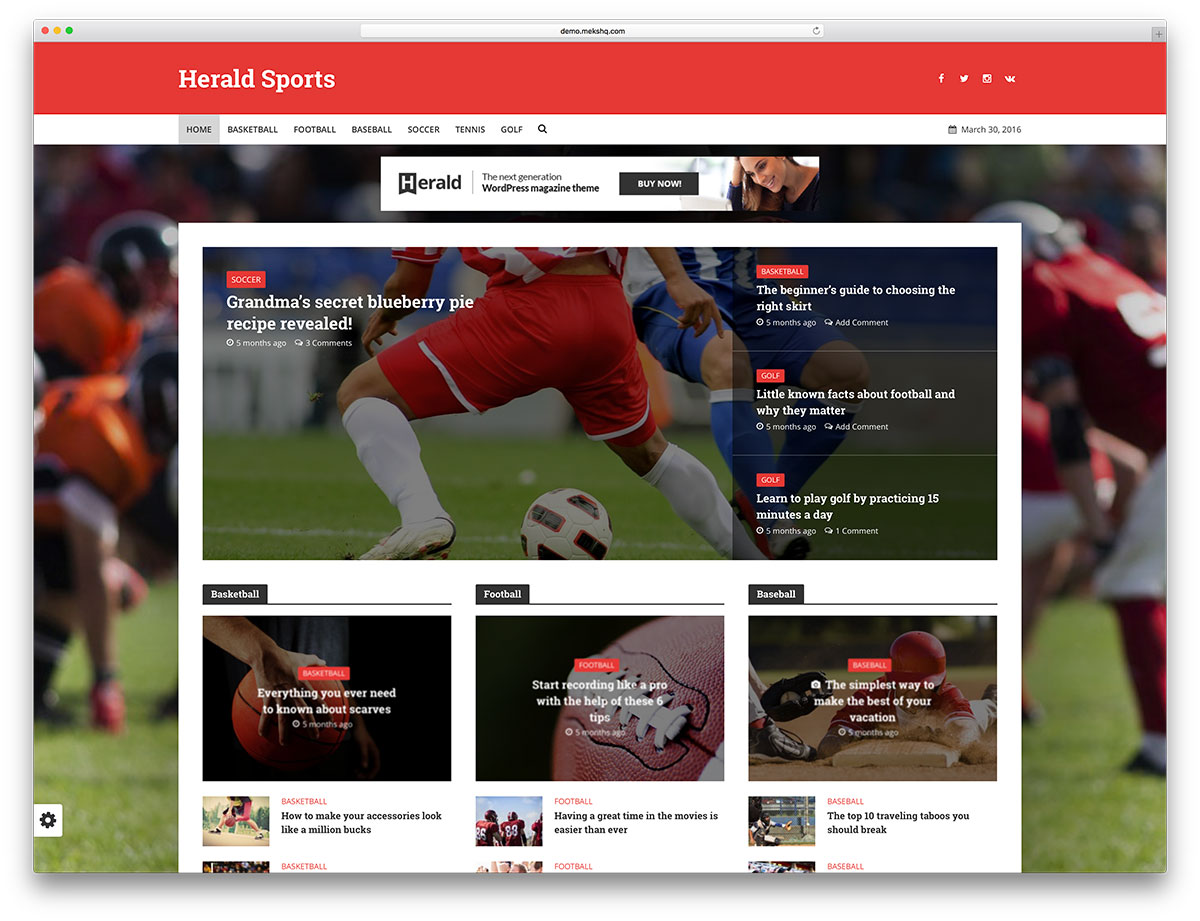 demo.mekshq.com
Herald Sports
HOME BASKETBALL FOOTBALL BASEBALL SOCCER TENNIS GOLF
March 30, 2016
Herald
The next generation
WordPress magazine theme
BUY NOW!
SOCCER
Grandma's secret blueberry pie
recipe revealed!
5 months ago 3 Comments
BASKETBALL
The beginner's guide to choosing the
right skirt
5 months ago Add Comment
GOLF
Little known facts about football and
why they matter
5 months ago Add Comment
GOLF
Learn to play golf by practicing 15
minutes a day
5 months ago 1 Comment
Basketball
BASKETBALL
Everything you ever need
to known about scarves
5 months ago
BASKETBALL
How to make your accessories look
like a million bucks
BASKETBALL
Football
FOOTBALL
Start recording like a pro
with the help of these 6
tips
5 months ago
FOOTBALL
Having a great time in the movies is
easier than ever
FOOTBALL
Baseball
BASEBALL
The simplest way to
make the best of your
vacation
5 months ago
BASEBALL
The top 10 traveling taboos you
should break
BASEBALL